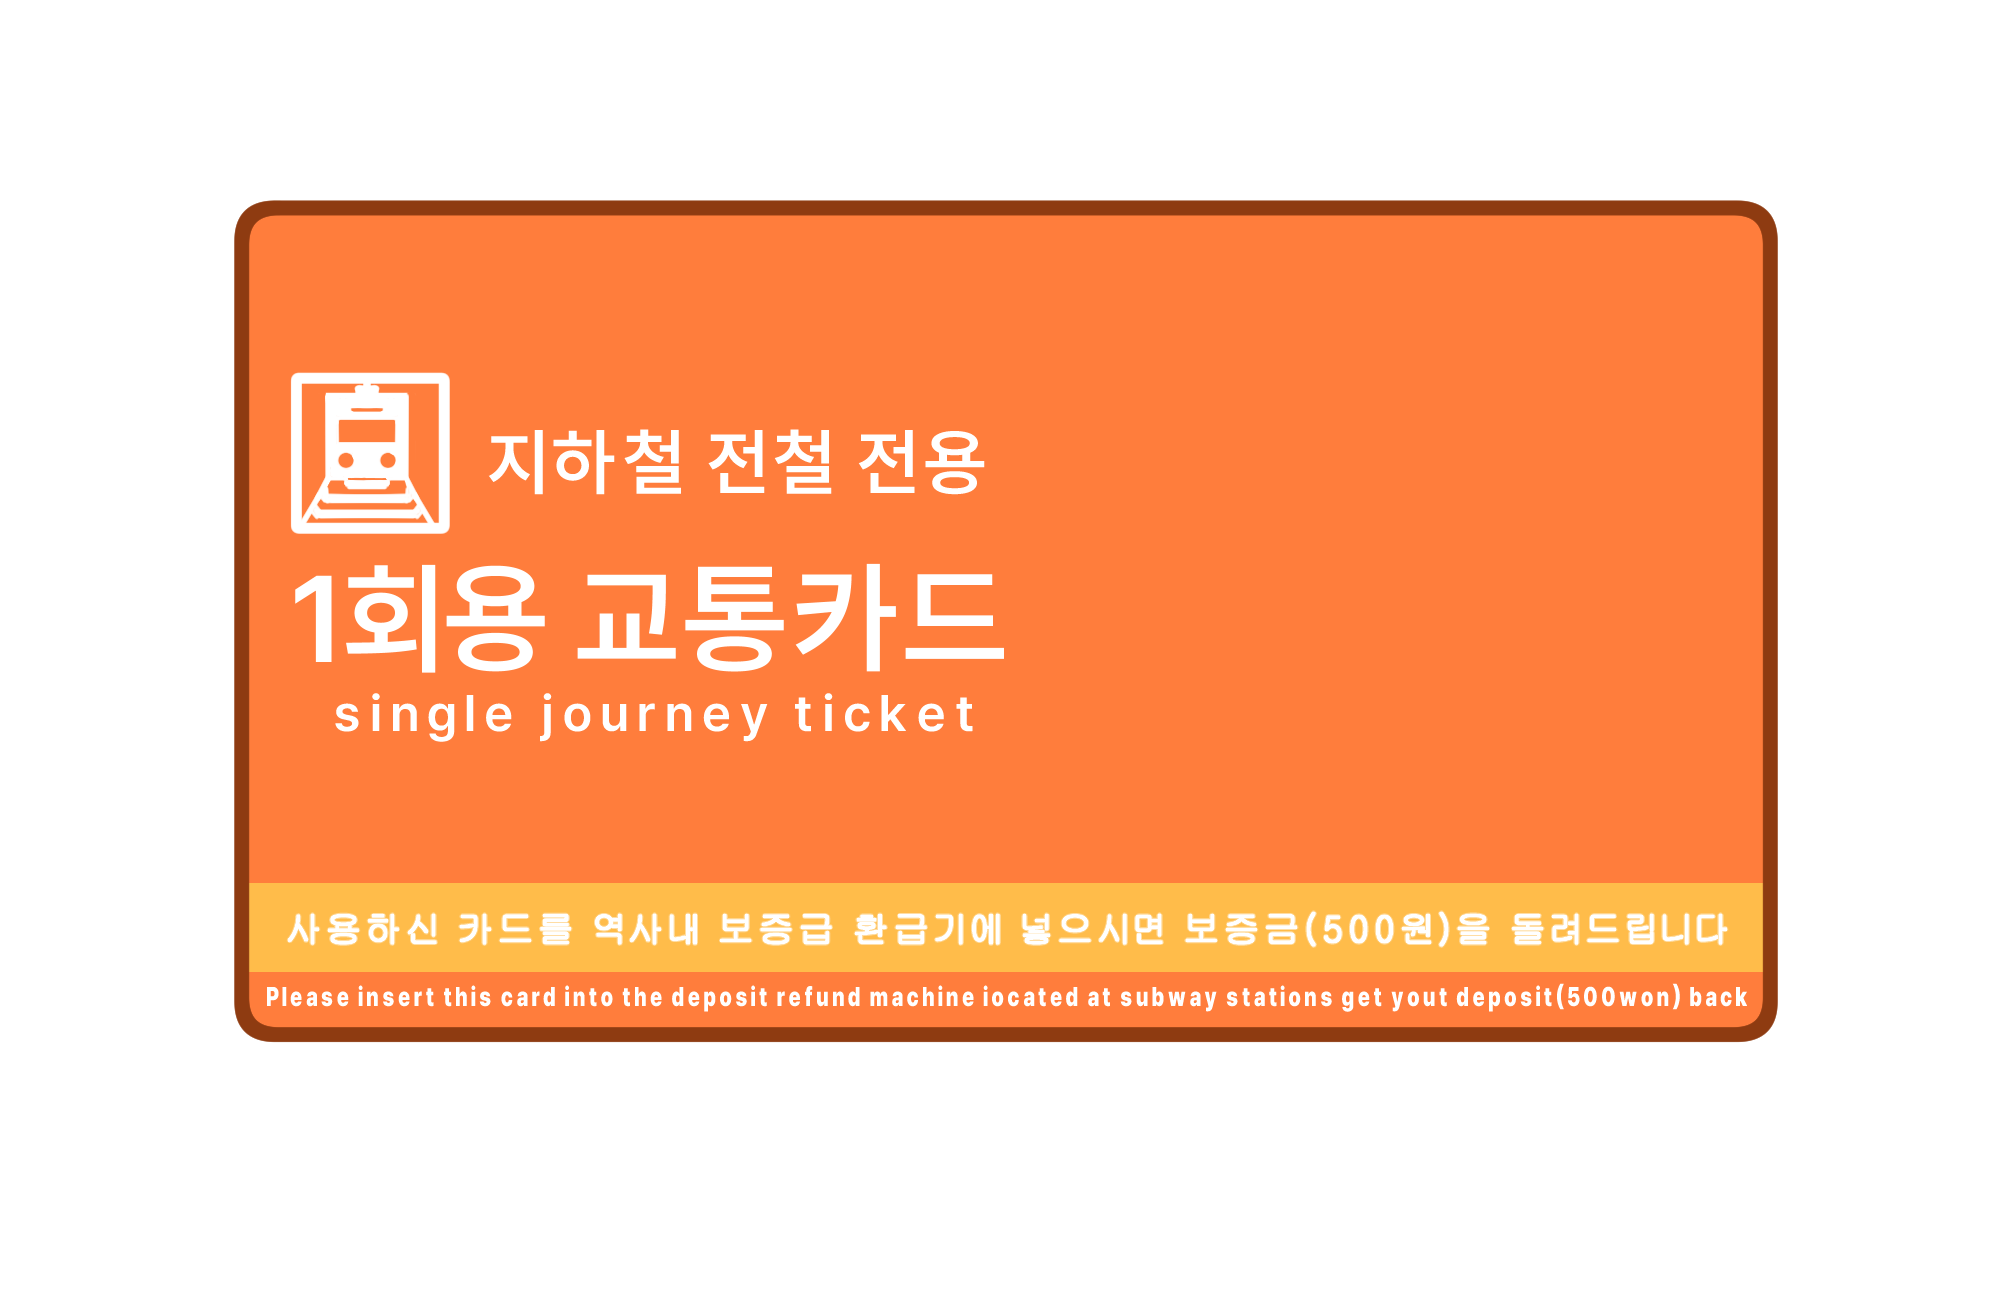 지하철 전철 전용
1회용 교통카드
single journey ticket
사용하신 카드를 역사내 보증급 환급기에 넣으시면 보증금(500원)을 돌려드립니다
Please insert this card into the deposit refund machine iocated at subway stations get yout deposit(500won) back